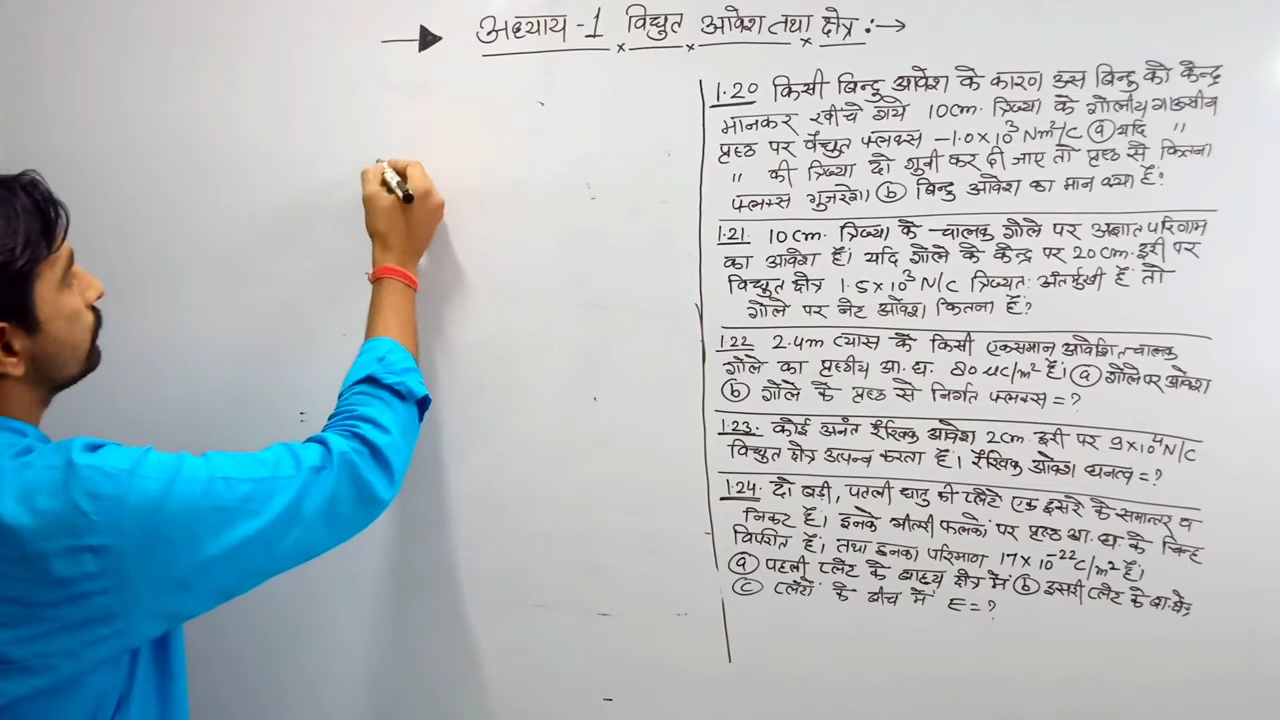 अध्याय -1 विद्युत आवेश तथा क्षेत्र :→
1.20 किसी बिन्दु आवेश के कारण उस बिन्दु को केन्द्र
मानकर खींचे गये 10cm. त्रिज्या के गोलीय गाउसीय
पृष्ठ पर वैद्युत फ्लक्स -1.0×10³ Nm²/C (a) यदि "
" की त्रिज्या दो गुनी कर दी जाए तो पृष्ठ से कितना
फ्लक्स गुजरेगा (b) बिन्दु आवेश का मान क्या है?
1.21. 10cm. त्रिज्या के चालक गोले पर अज्ञात परिणाम
का आवेश है। यदि गोले के केन्द्र पर 20cm. दूरी पर
विद्युत क्षेत्र 1.5×10³ N/C त्रिज्यतः अंतर्मुखी है तो
गोले पर नेट आवेश कितना है?
1.22 2.4m व्यास के किसी एकसमान आवेशित चालक
गोले का पृष्ठीय आ. घ. 80 μC/m² है। (a) गोले पर आवेश
(b) गोले के पृष्ठ से निर्गत फ्लक्स = ?
1.23. कोई अनंत रैखिक आवेश 2cm. दूरी पर 9×10⁴ N/C
विद्युत क्षेत्र उत्पन्न करता है। रैखिक आवेश घनत्व = ?
1.24. दो बड़ी, पतली धातु की प्लेटें एक दूसरे के समान्तर व
निकट हैं। इनके भीतरी फलकों पर पृष्ठ आ. घ. के चिन्ह
विपरीत हैं। तथा इनका परिमाण 17×10⁻²² C/m² है।
(a) पहली प्लेट के बाह्य क्षेत्र में (b) दूसरी प्लेट के बा. क्षेत्र
(c) प्लेटों के बीच में E = ?